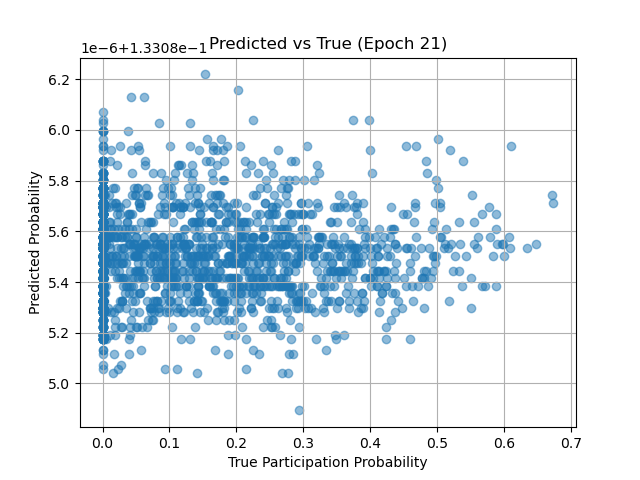 Predicted vs True (Epoch 21)
1e−6+1.3308e−1
6.2
6.0
5.8
5.6
5.4
5.2
5.0
Predicted Probability
0.0 0.1 0.2 0.3 0.4 0.5 0.6 0.7
True Participation Probability